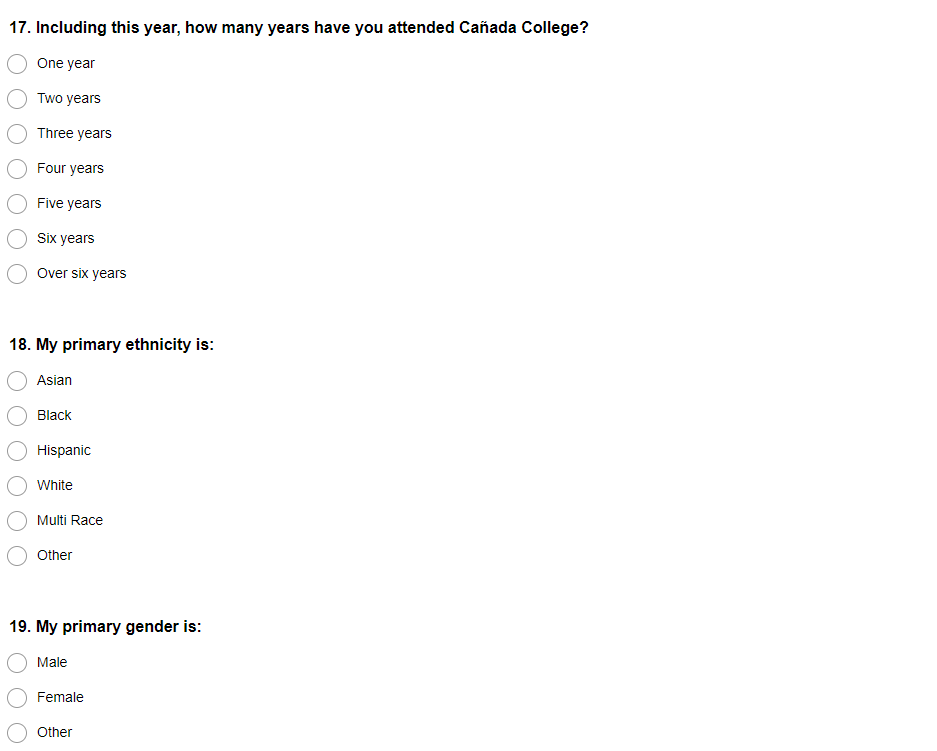 17. Including this year, how many years have you attended Cañada College?
One year
Two years
Three years
Four years
Five years
Six years
Over six years
18. My primary ethnicity is:
Asian
Black
Hispanic
White
Multi Race
Other
19. My primary gender is:
Male
Female
Other